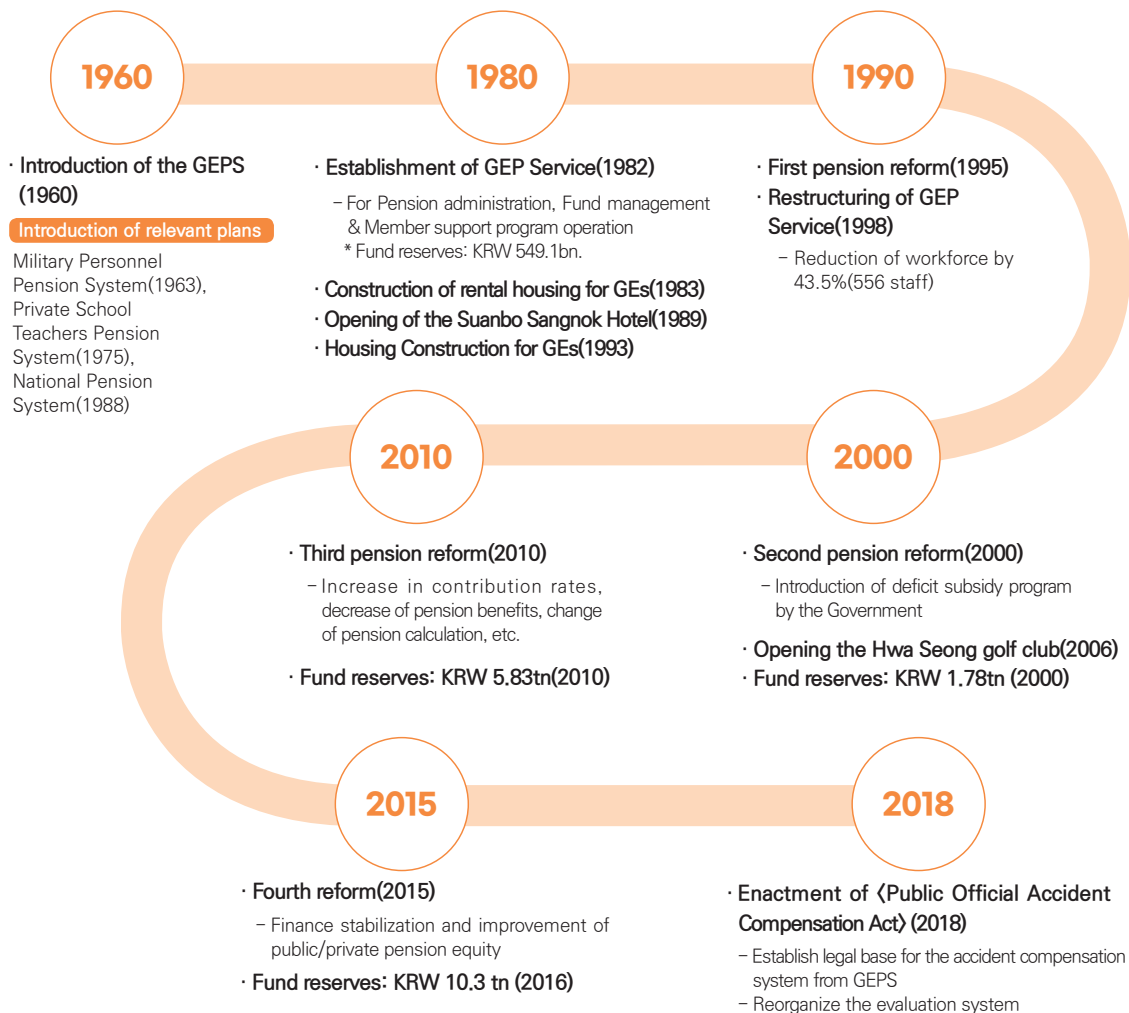 1960
· Introduction of the GEPS
(1960)
Introduction of relevant plans
Military Personnel
Pension System(1963),
Private School
Teachers Pension
System(1975),
National Pension
System(1988)
1980
· Establishment of GEP Service(1982)
– For Pension administration, Fund management
& Member support program operation
* Fund reserves: KRW 549.1bn.
· Construction of rental housing for GEs(1983)
· Opening of the Suanbo Sangnok Hotel(1989)
· Housing Construction for GEs(1993)
1990
· First pension reform(1995)
· Restructuring of GEP
Service(1998)
– Reduction of workforce by
43.5%(556 staff)
2000
· Second pension reform(2000)
– Introduction of deficit subsidy program
by the Government
· Opening the Hwa Seong golf club(2006)
· Fund reserves: KRW 1.78tn (2000)
2010
· Third pension reform(2010)
– Increase in contribution rates,
decrease of pension benefits, change
of pension calculation, etc.
· Fund reserves: KRW 5.83tn(2010)
2015
· Fourth reform(2015)
– Finance stabilization and improvement of
public/private pension equity
· Fund reserves: KRW 10.3 tn (2016)
2018
· Enactment of 〈Public Official Accident
Compensation Act〉(2018)
– Establish legal base for the accident compensation
system from GEPS
– Reorganize the evaluation system